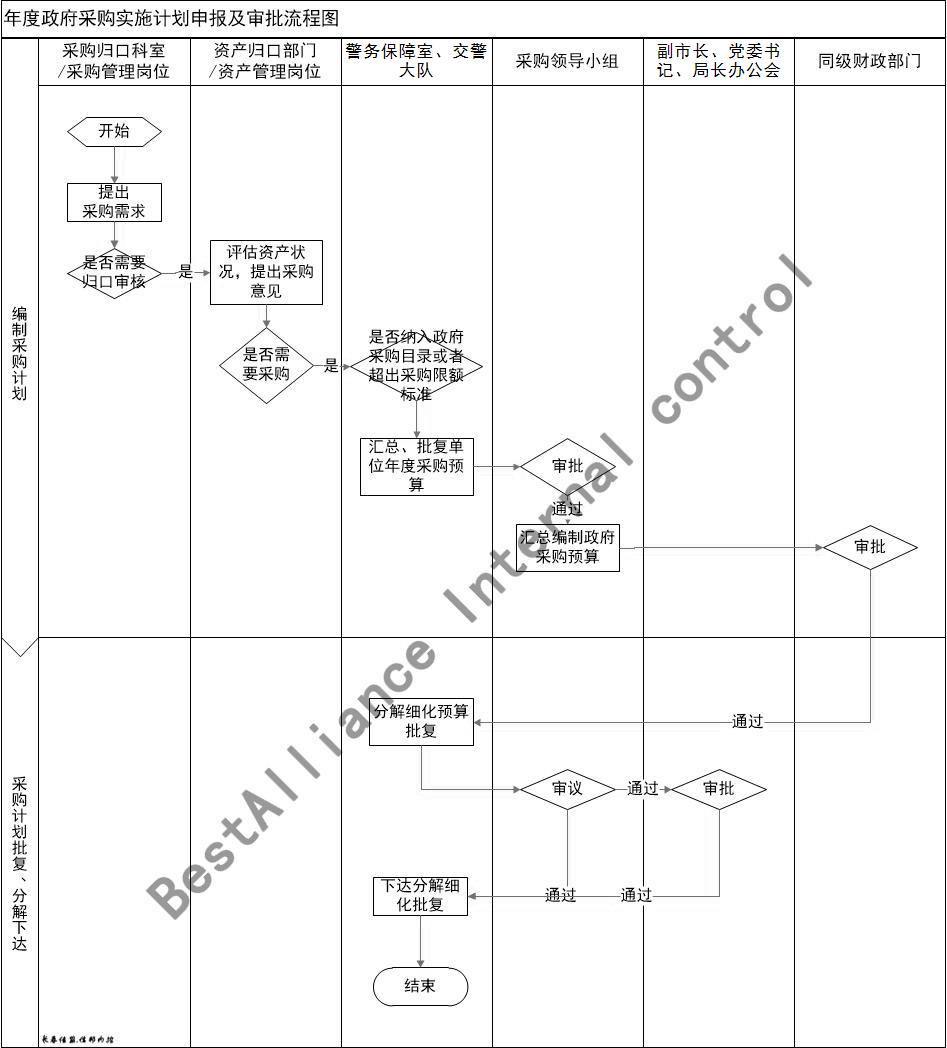 年度政府采购实施计划申报及审批流程图
采购归口科室
/采购管理岗位
资产归口部门
/资产管理岗位
警务保障室、交警
大队
采购领导小组
副市长、党委书
记、局长办公会
同级财政部门
编制采购计划
开始
提出
采购需求
是否需要
归口审核
是
评估资产状
况，提出采购
意见
是否需
要采购
是
是否纳入政府
采购目录或者
超出采购限额
标准
汇总、批复单
位年度采购预
算
审批
通过
汇总编制政府
采购预算
审批
采购计划批复、分解下达
通过
分解细化预算
批复
审议
通过
审批
通过
通过
下达分解细
化批复
结束
BestAlliance Internal control